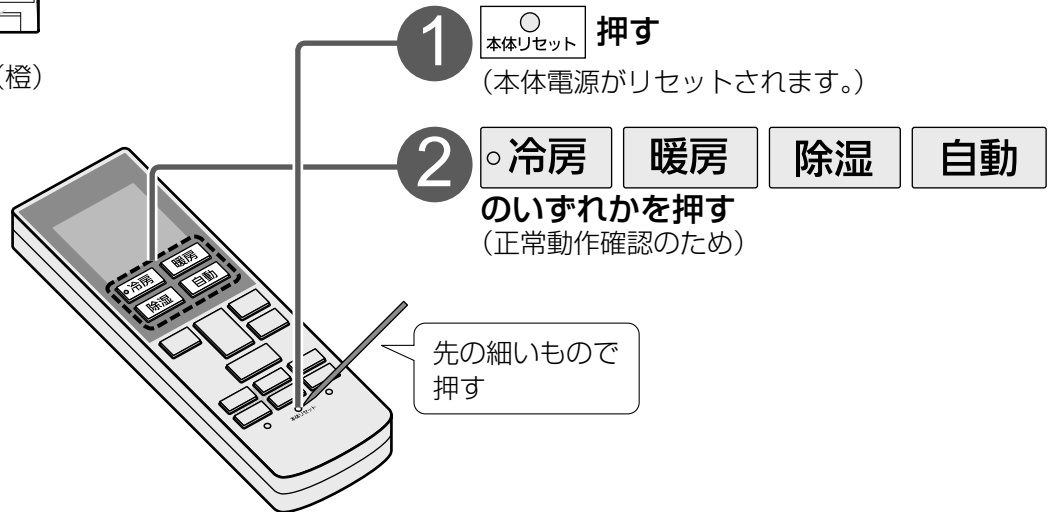 （橙）
1
本体リセット 押す
（本体電源がリセットされます。）
2
冷房 暖房 除湿 自動
のいずれかを押す
（正常動作確認のため）
冷房 暖房
除湿 自動
先の細いもので
押す
本体リセット